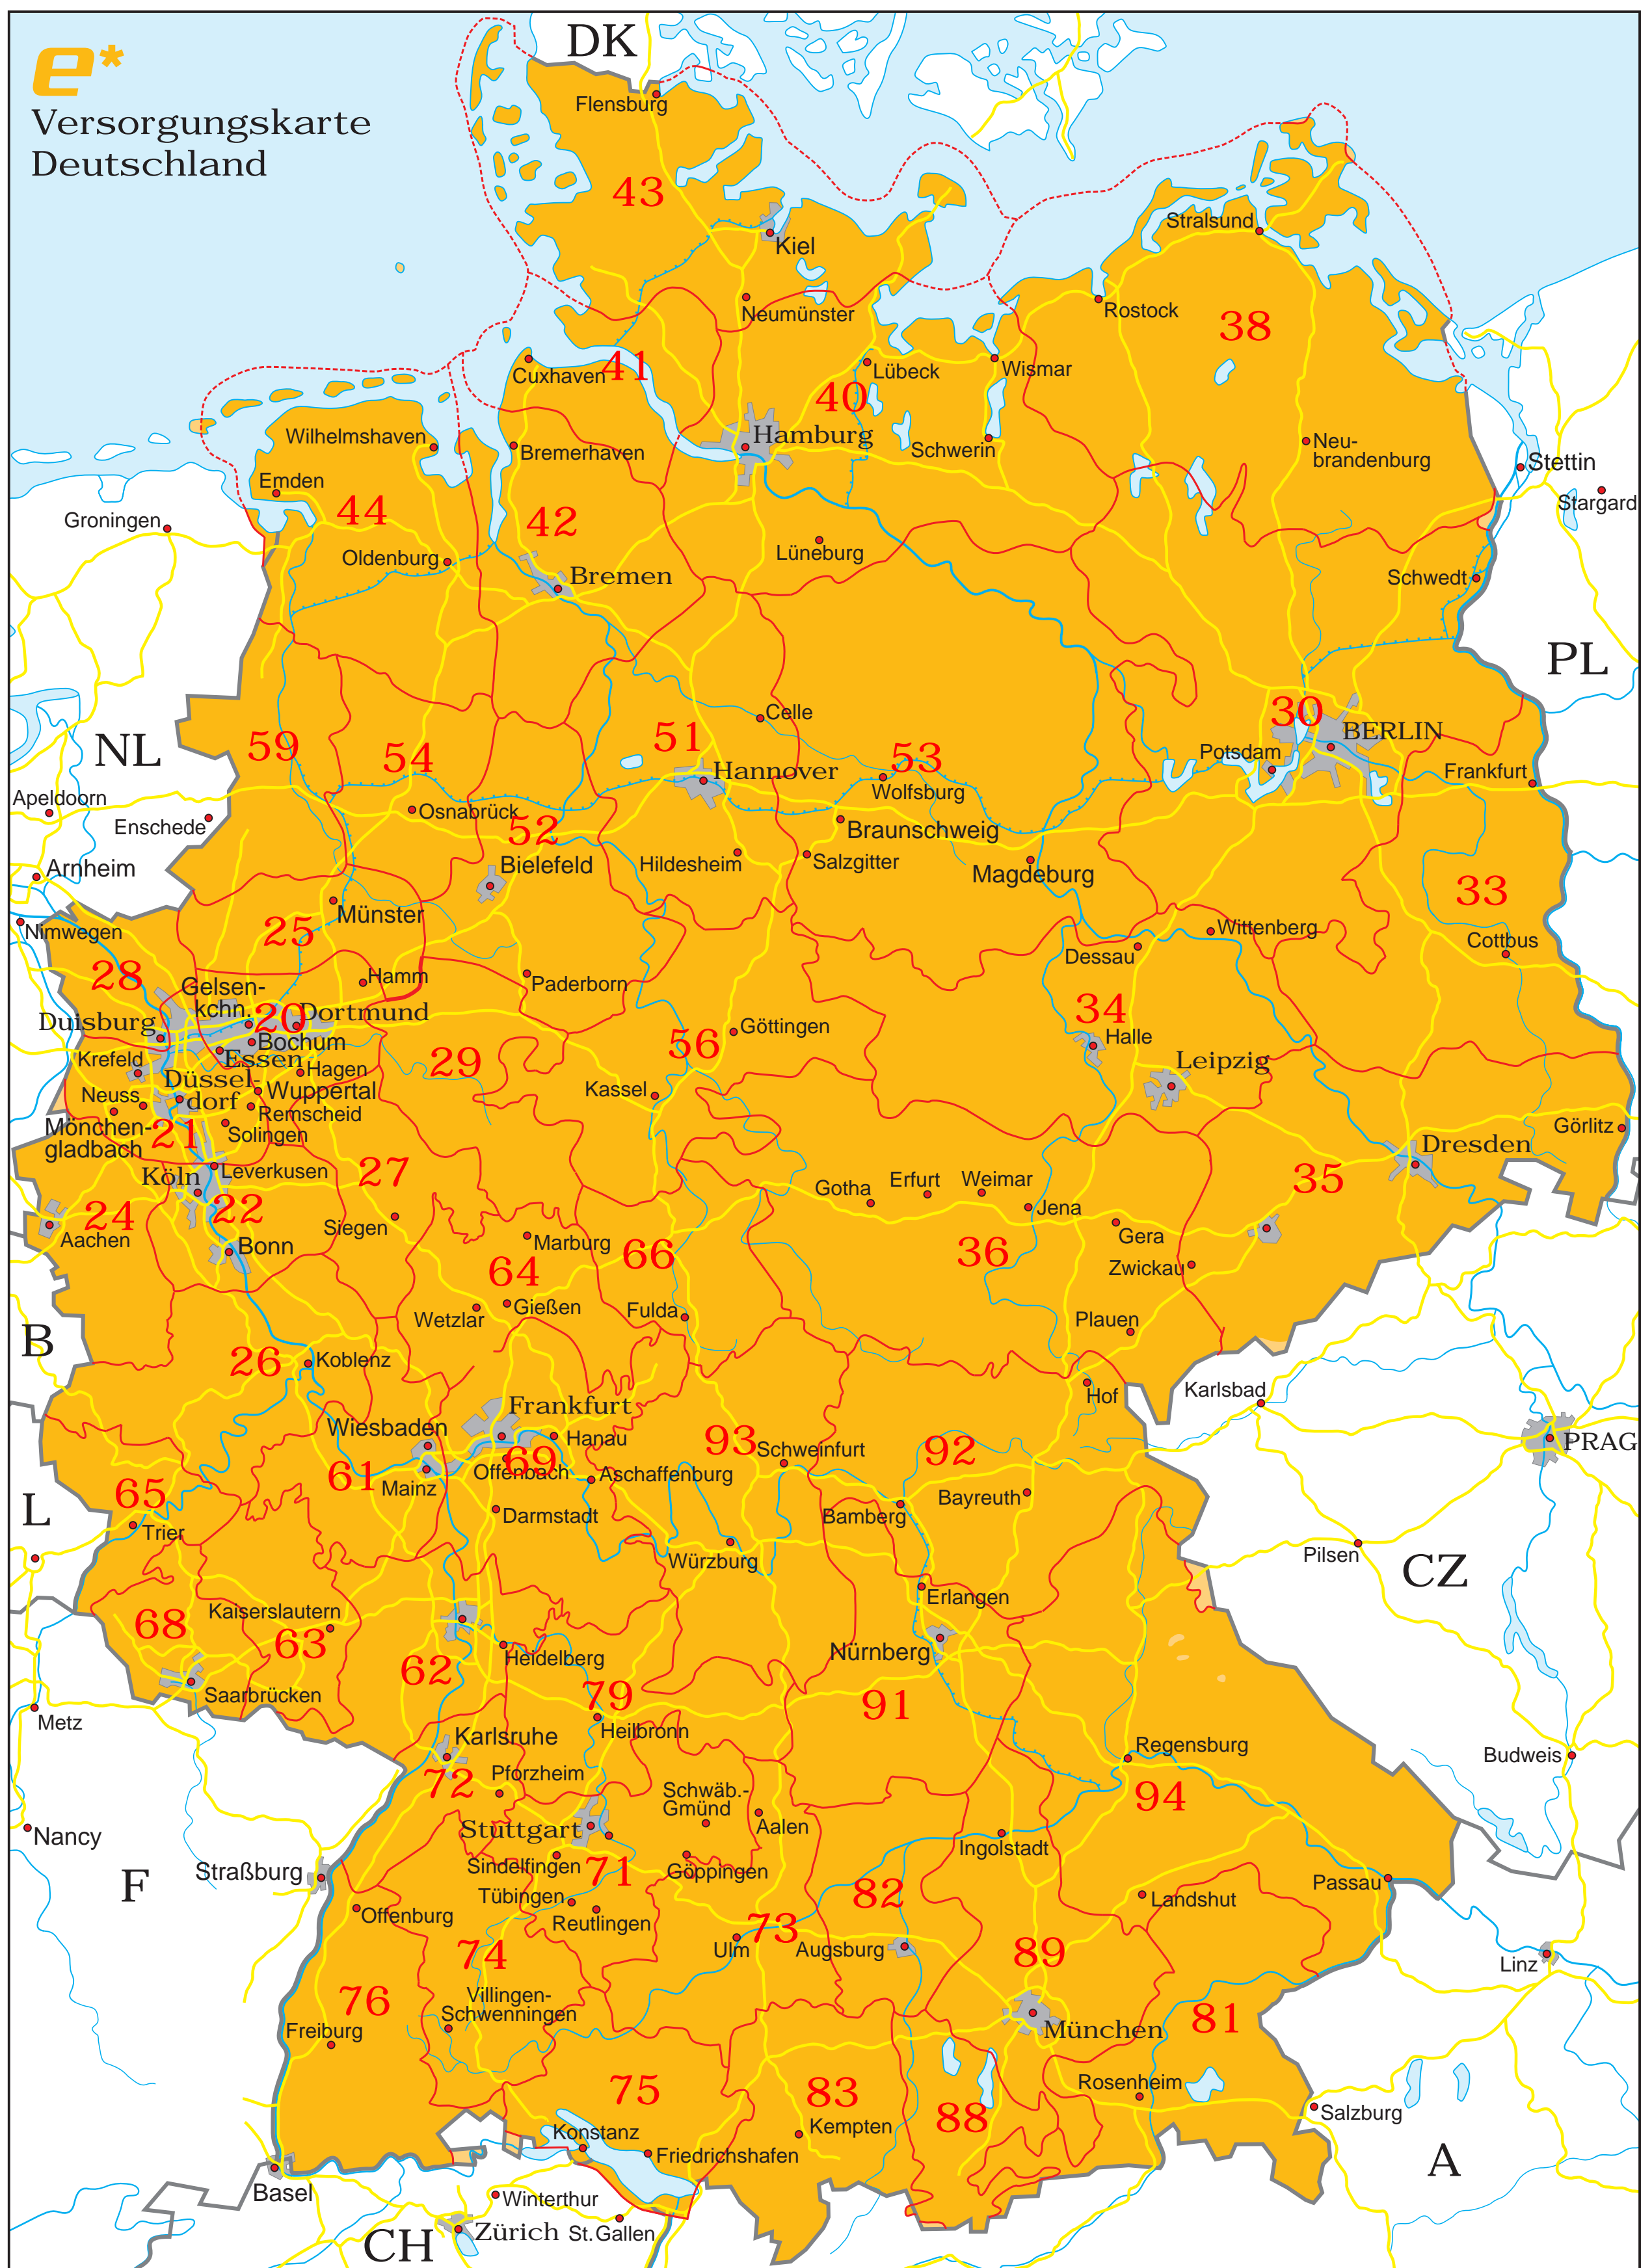 e*
Versorgungskarte
Deutschland
DK
Flensburg
43
Kiel
Stralsund
Neumünster
Rostock
38
Cuxhaven
41
Lübeck
Wismar
40
Wilhelmshaven
Bremerhaven
Hamburg
Schwerin
Neu-
brandenburg
Stettin
Emden
Stargard
44
42
Groningen
Oldenburg
Lüneburg
Bremen
Schwedt
PL
30
Celle
BERLIN
NL
59
54
51
53
Potsdam
Hannover
Frankfurt
Wolfsburg
Apeldoorn
Osnabrück
Enschede
52
Braunschweig
Arnheim
Bielefeld
Hildesheim
Salzgitter
Magdeburg
33
Münster
Nimwegen
25
Wittenberg
Cottbus
Dessau
28
Hamm
Paderborn
Gelsen-
kchn.
20
Dortmund
34
Duisburg
Göttingen
Bochum
Halle
56
Krefeld
Essen
29
Leipzig
Hagen
Düssel-
dorf
Wuppertal
Kassel
Neuss
Remscheid
Mönchen-
gladbach
21
Solingen
Görlitz
Dresden
Köln
Leverkusen
27
35
Gotha
Erfurt
Weimar
24
22
Siegen
Jena
Aachen
Bonn
Marburg
66
36
Gera
64
Zwickau
Wetzlar
Gießen
Fulda
Plauen
B
26
Koblenz
Hof
Karlsbad
Frankfurt
Wiesbaden
Hanau
93
Schweinfurt
92
PRAG
69
Offenbach
Aschaffenburg
61
Mainz
65
Bayreuth
L
Trier
Darmstadt
Bamberg
Würzburg
Pilsen
CZ
Erlangen
68
Kaiserslautern
63
Nürnberg
Heidelberg
62
Saarbrücken
79
91
Metz
Heilbronn
Karlsruhe
Regensburg
Budweis
Pforzheim
72
Schwäb.-
Gmünd
94
Nancy
Stuttgart
Aalen
Ingolstadt
Straßburg
Sindelfingen
71
Göppingen
F
Tübingen
82
Passau
Landshut
Offenburg
Reutlingen
73
Ulm
Augsburg
89
74
Linz
Villingen-
Schwenningen
76
81
Freiburg
München
75
83
Rosenheim
88
Salzburg
Kempten
Konstanz
Friedrichshafen
A
Basel
Winterthur
CH
Zürich
St.Gallen